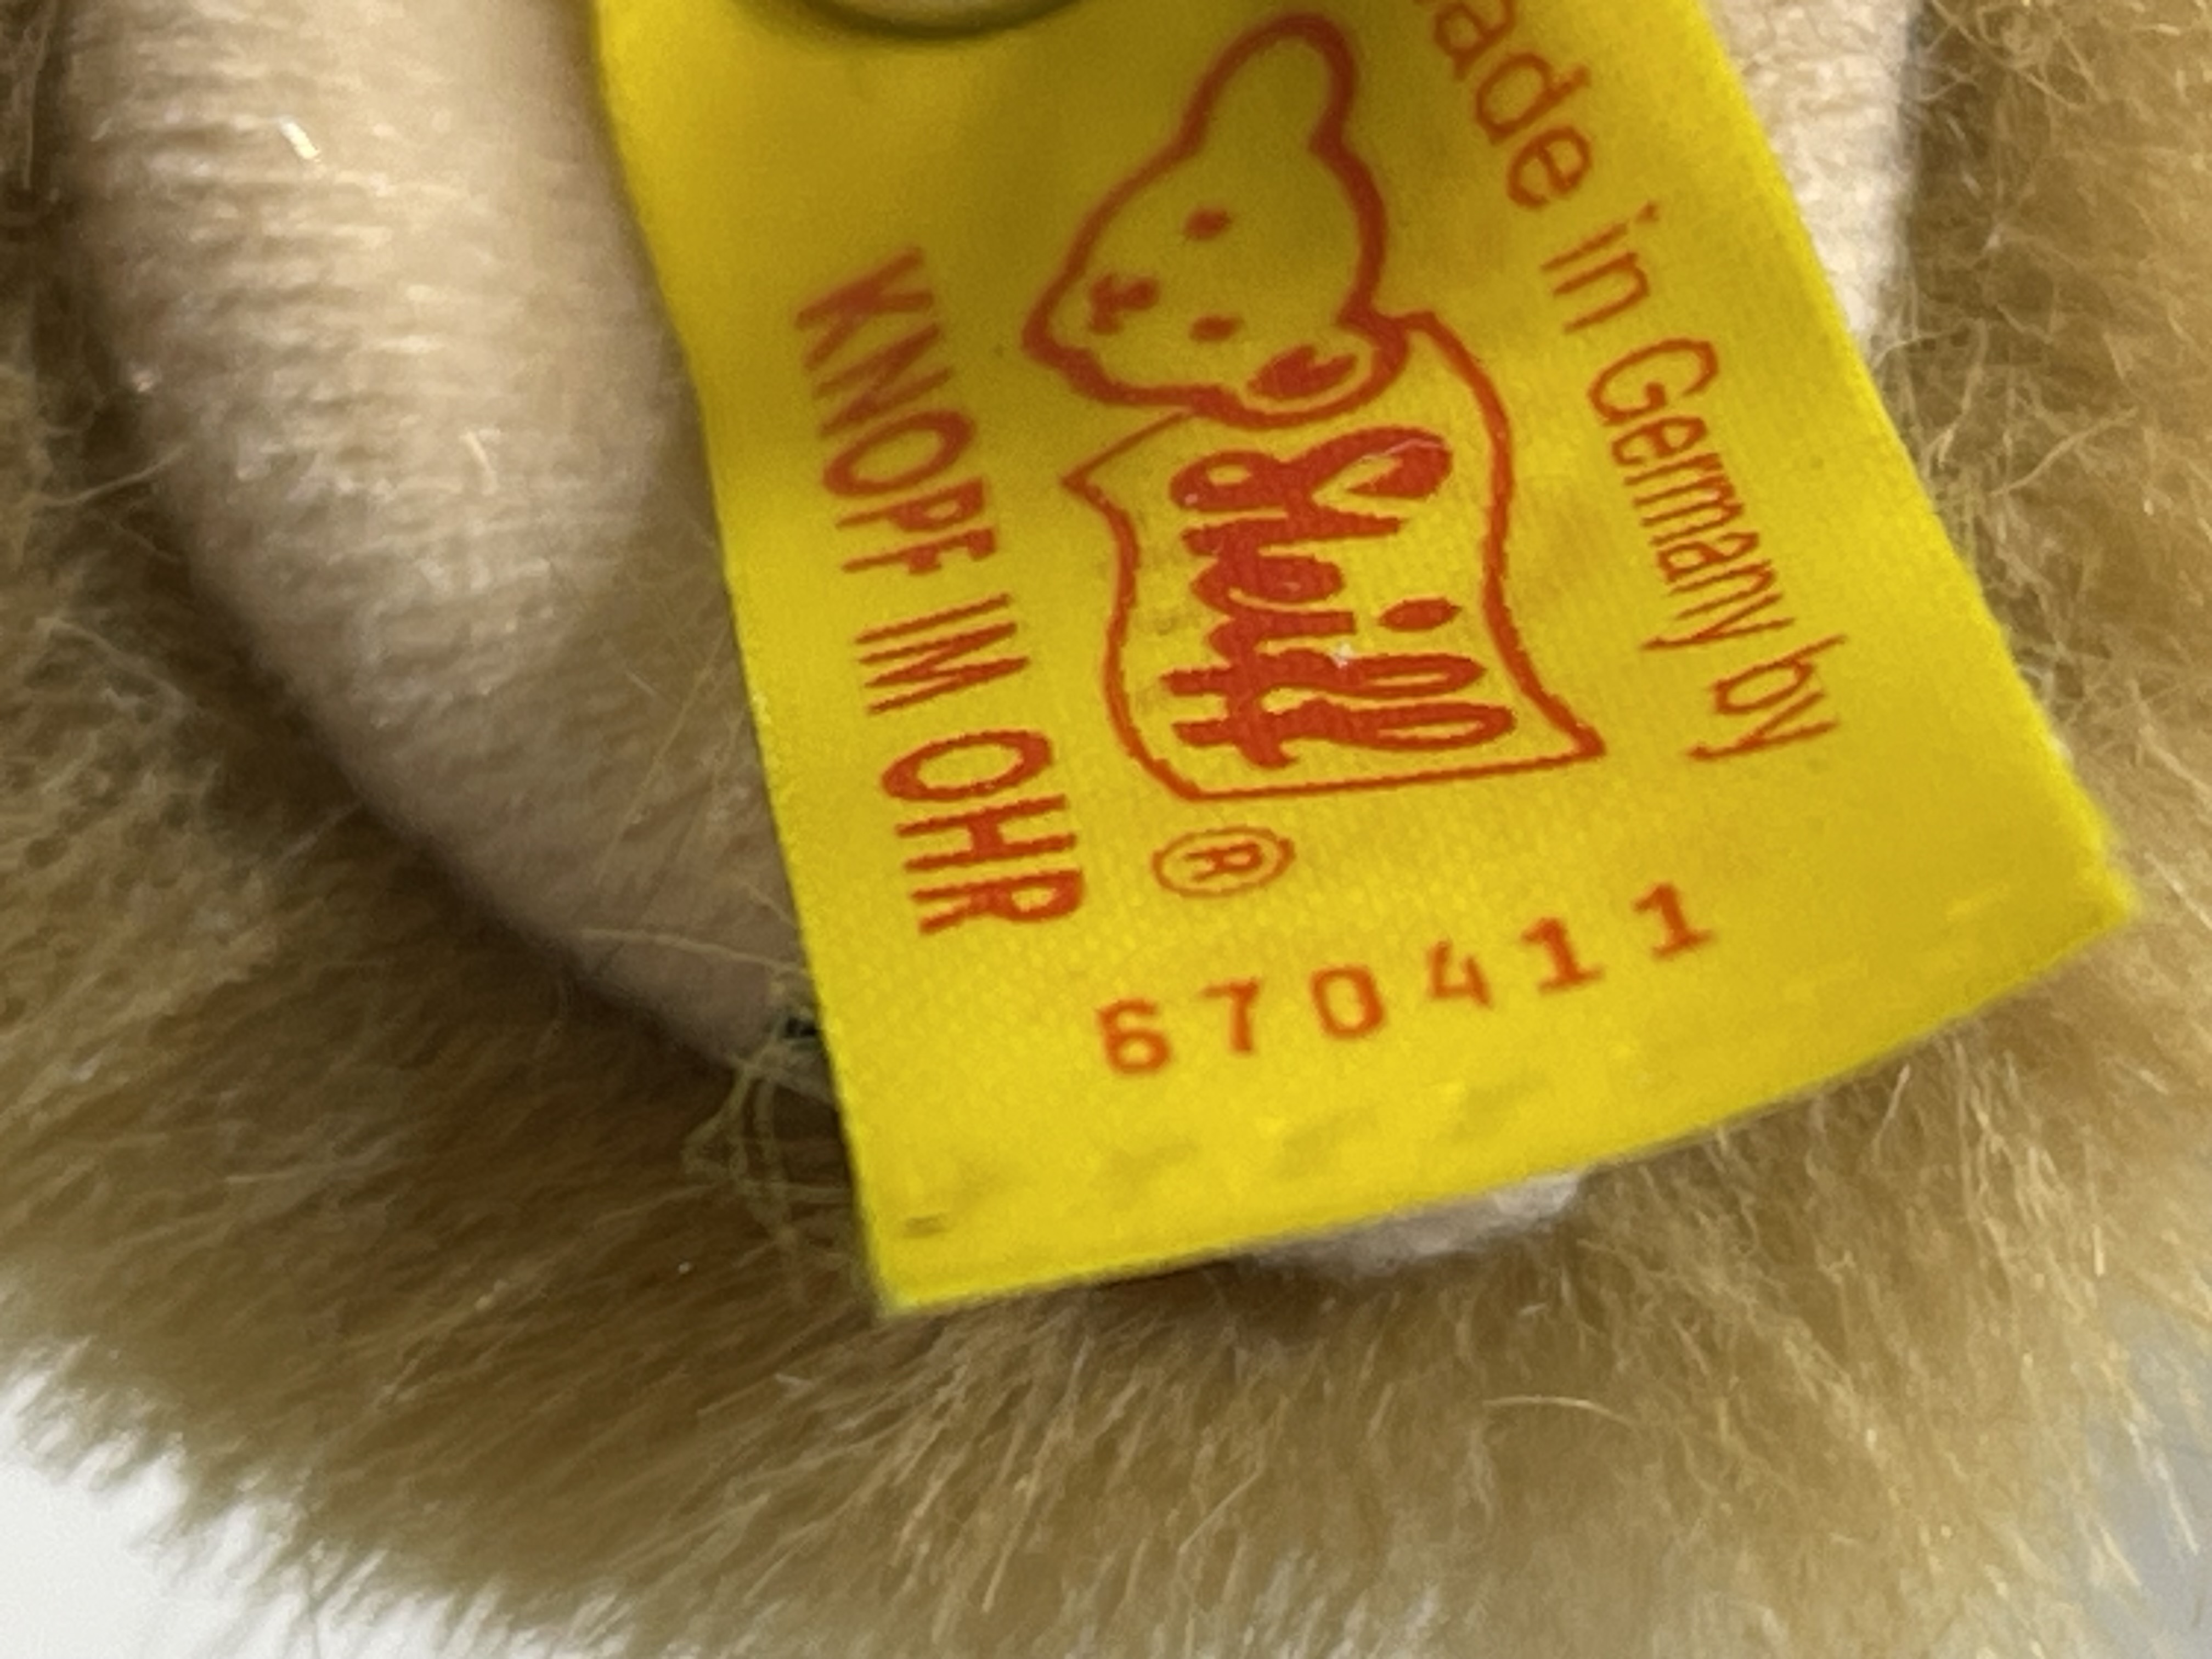 ade in Germany by
Steiff
KNOPF IM OHR
®
670411